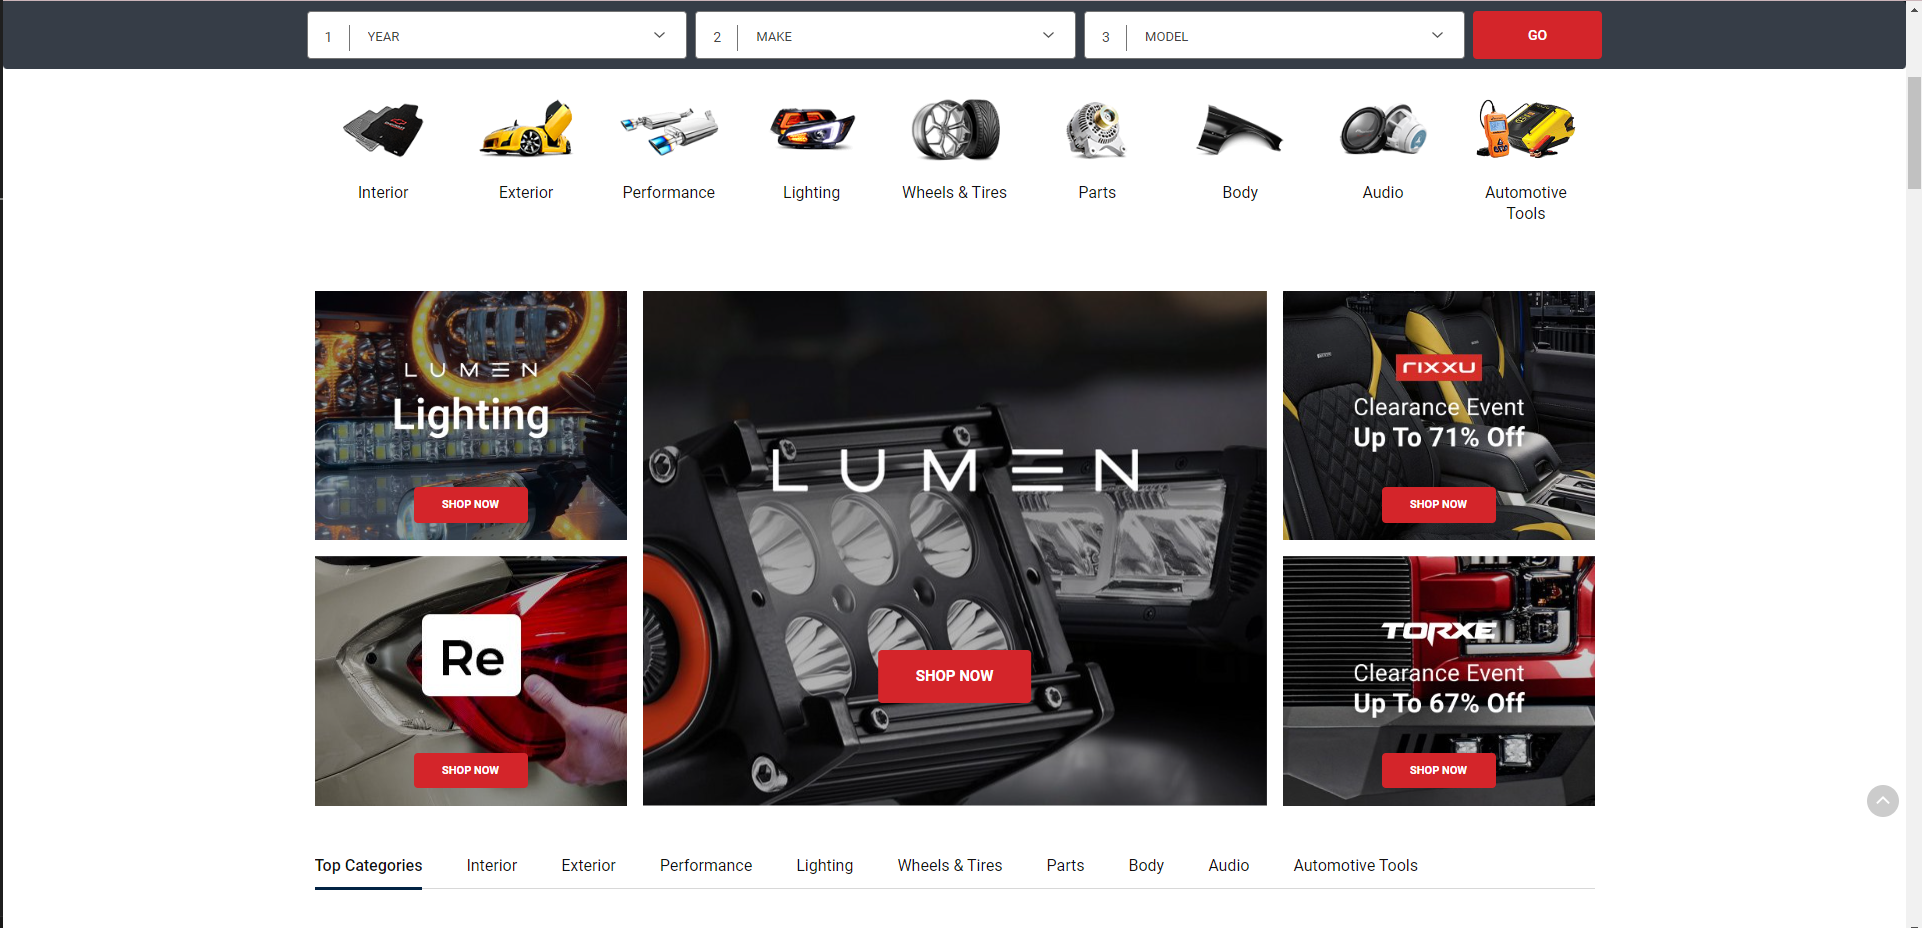 1 YEAR
2 MAKE
3 MODEL
GO
Interior
Exterior
Performance
Lighting
Wheels & Tires
Parts
Body
Audio
Automotive
Tools
LUMEN
Lighting
SHOP NOW
Re
SHOP NOW
LUMEN
SHOP NOW
rixxu
Clearance Event
Up To 71% Off
SHOP NOW
TORXE
Clearance Event
Up To 67% Off
SHOP NOW
Top Categories Interior Exterior Performance Lighting Wheels & Tires Parts Body Audio Automotive Tools